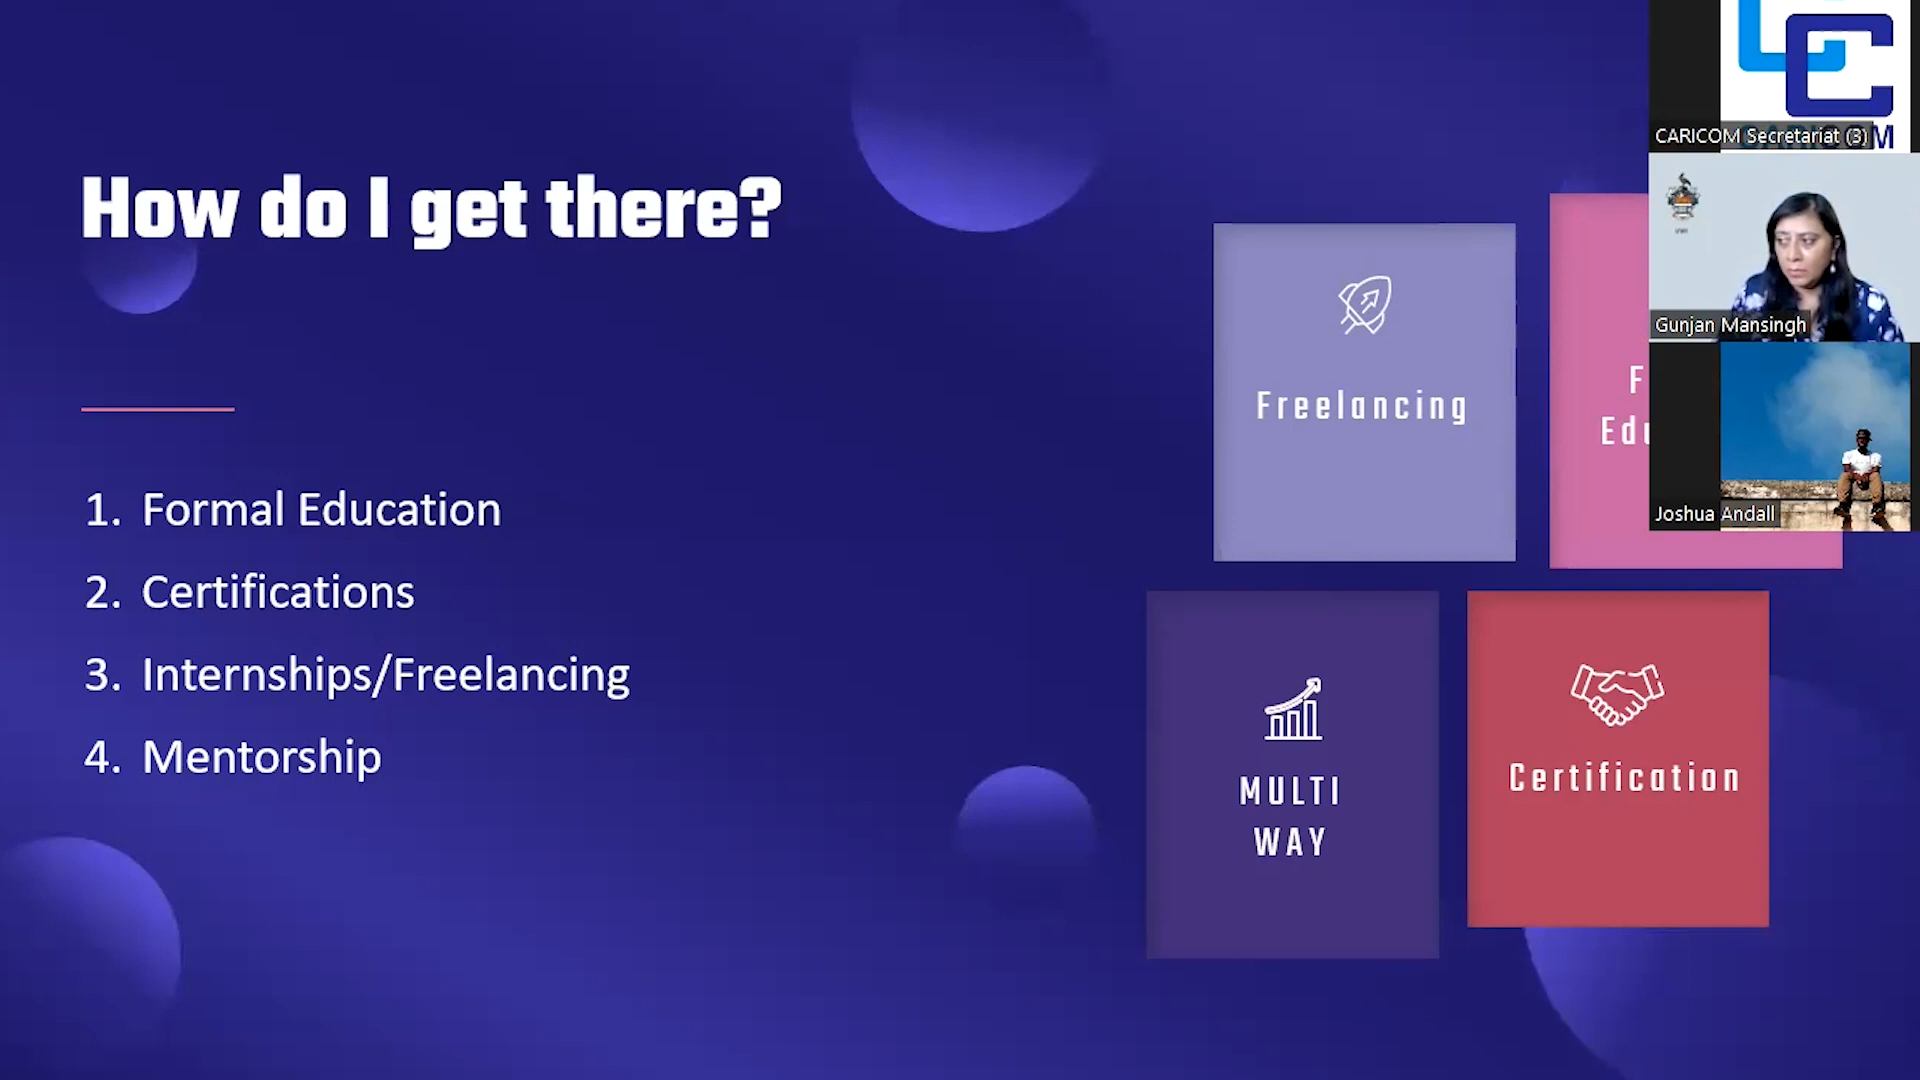 How do I get there?
1. Formal Education
2. Certifications
3. Internships/Freelancing
4. Mentorship
Freelancing
MULTI
WAY
Certification
CARICOM Secretariat (3)
Gunjan Mansingh
Joshua Andall